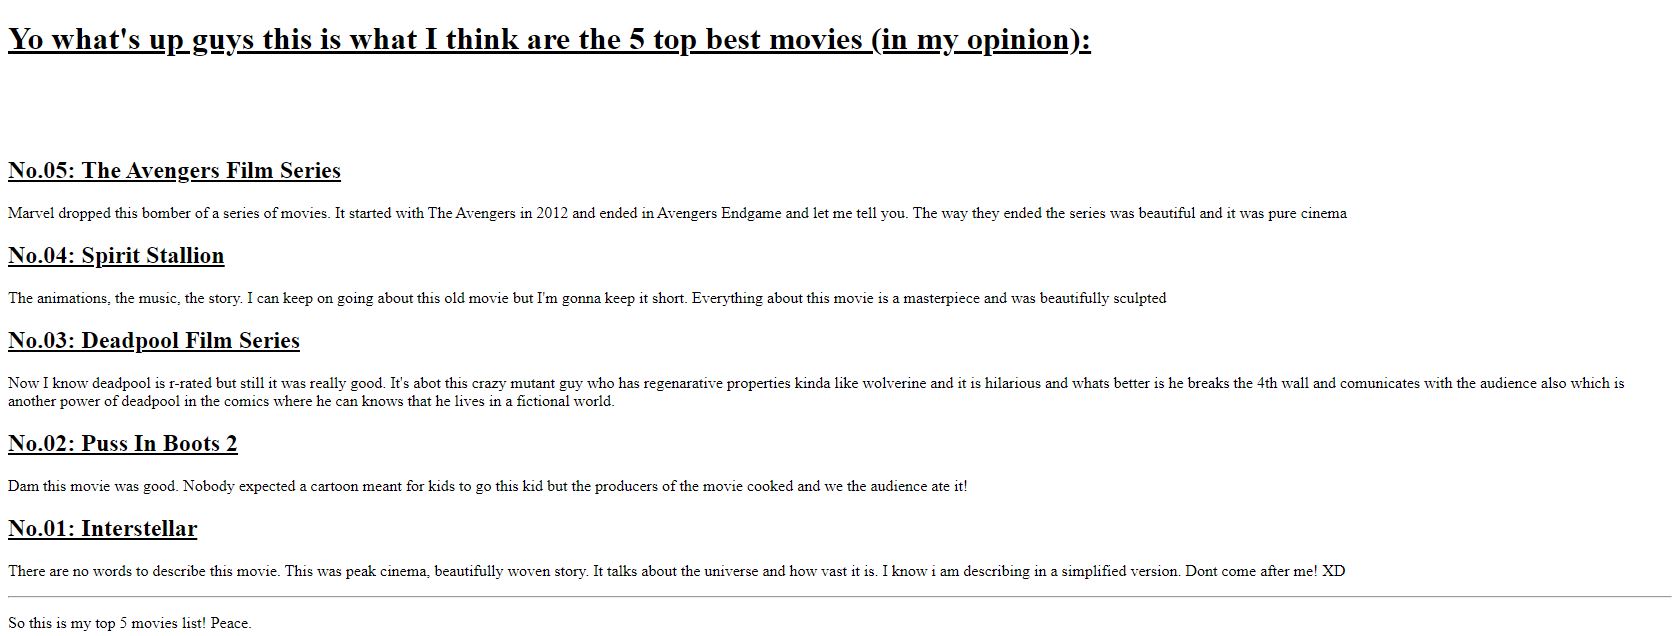 Yo what's up guys this is what I think are the 5 top best movies (in my opinion):
No.05: The Avengers Film Series
Marvel dropped this bomber of a series of movies. It started with The Avengers in 2012 and ended in Avengers Endgame and let me tell you. The way they ended the series was beautiful and it was pure cinema
No.04: Spirit Stallion
The animations, the music, the story. I can keep on going about this old movie but I'm gonna keep it short. Everything about this movie is a masterpiece and was beautifully sculpted
No.03: Deadpool Film Series
Now I know deadpool is r-rated but still it was really good. It's abot this crazy mutant guy who has regenarative properties kinda like wolverine and it is hilarious and whats better is he breaks the 4th wall and comunicates with the audience also which is
another power of deadpool in the comics where he can knows that he lives in a fictional world.
No.02: Puss In Boots 2
Dam this movie was good. Nobody expected a cartoon meant for kids to go this kid but the producers of the movie cooked and we the audience ate it!
No.01: Interstellar
There are no words to describe this movie. This was peak cinema, beautifully woven story. It talks about the universe and how vast it is. I know i am describing in a simplified version. Dont come after me! XD
So this is my top 5 movies list! Peace.